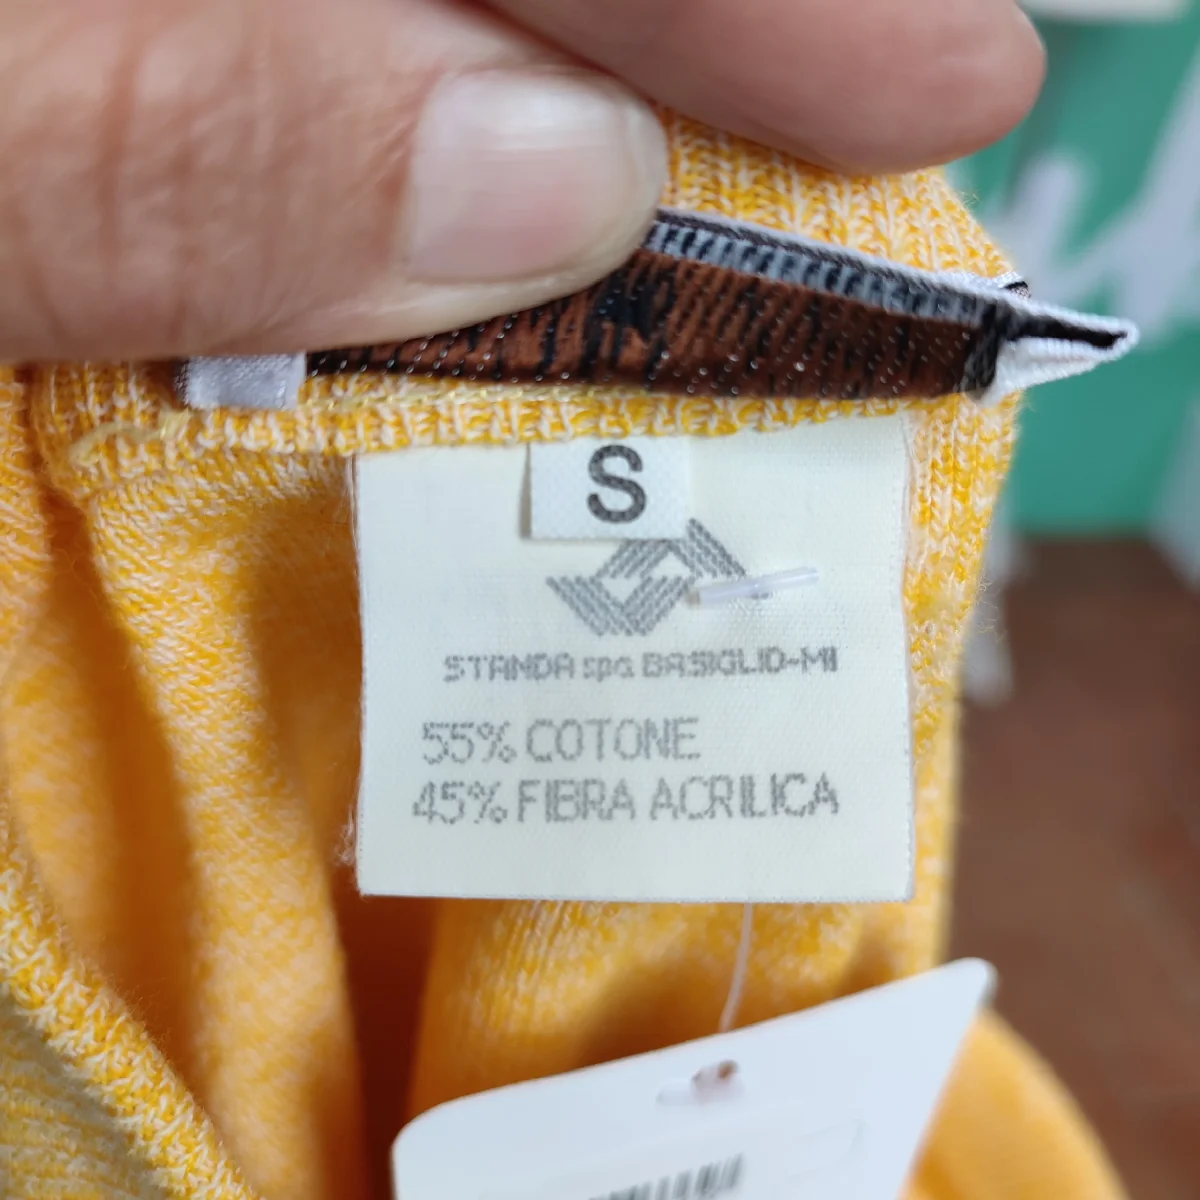 S
STANDA spa BASIGLIO-MI
55% COTONE
45% FIBRA ACRILICA